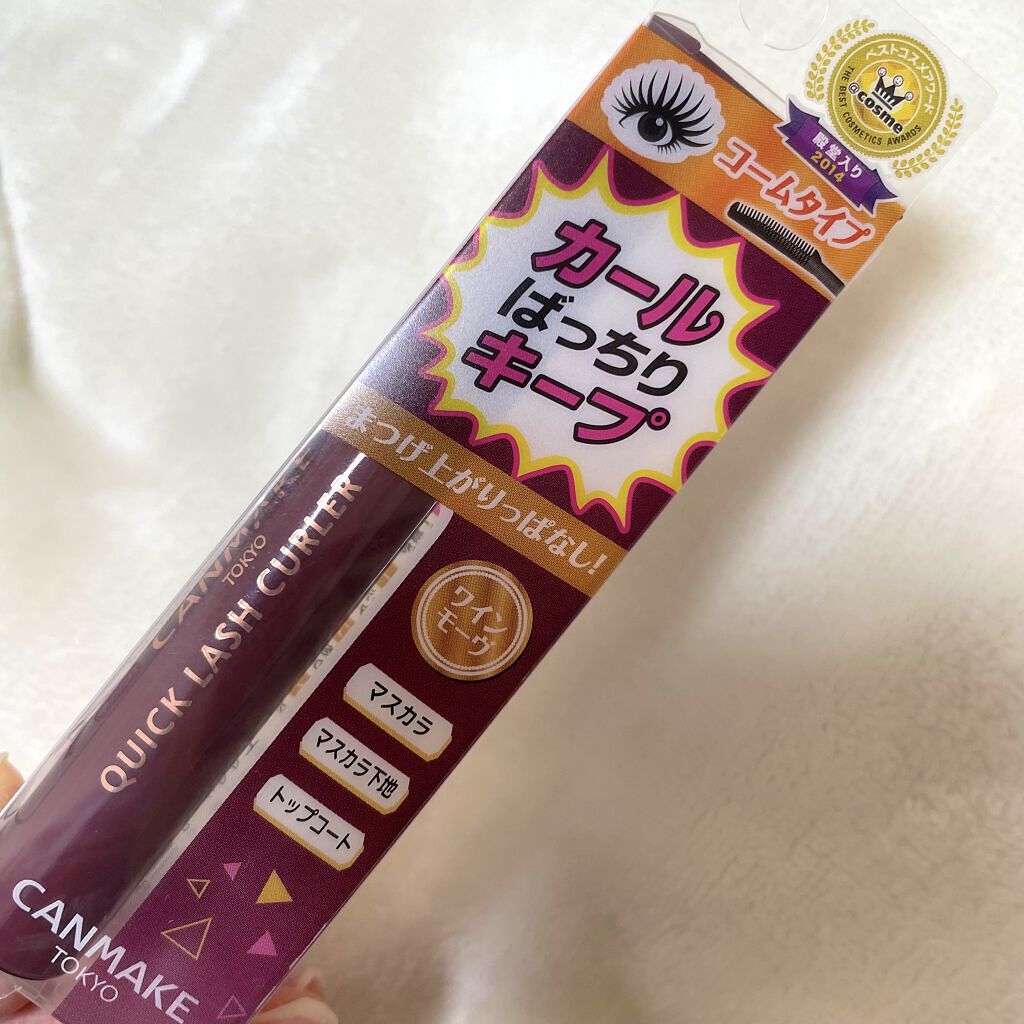 ベストコスメアワード
@cosme
THE BEST COSMETICS AWARDS
殿堂入り
2014
コームタイプ
カール
ばっちり
キープ
まつげ上がりっぱなし!
ワイン
モーヴ
マスカラ
マスカラ下地
トップコート
CANMAKE
TOKYO
QUICK LASH CURLER
CANMAKE
TOKYO